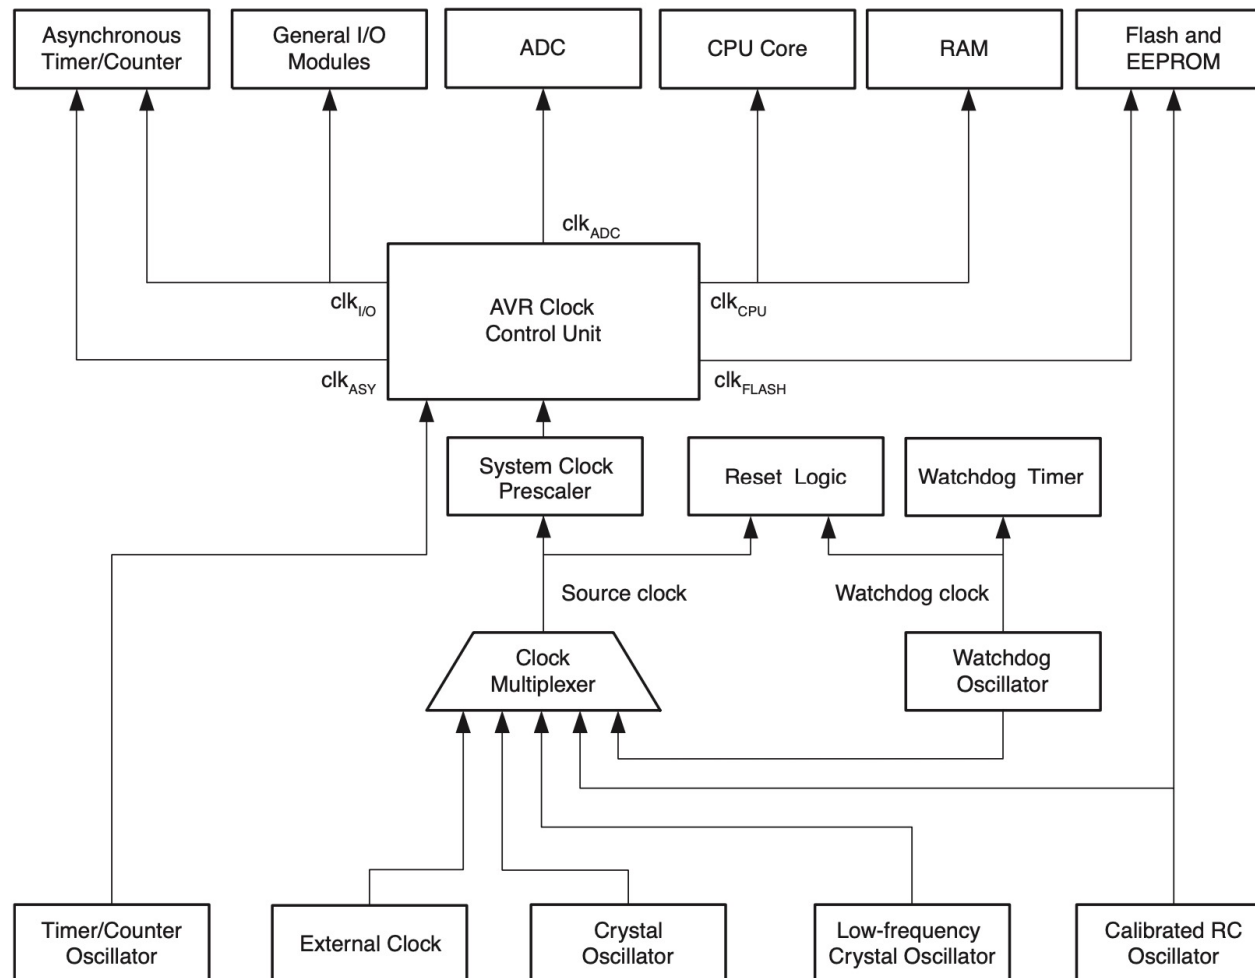 Asynchronous
Timer/Counter
General I/O
Modules
ADC
CPU Core
RAM
Flash and
EEPROM
clkADC
clkI/O
AVR Clock
Control Unit
clkCPU
clkASY
clkFLASH
System Clock
Prescaler
Reset Logic
Watchdog Timer
Source clock
Watchdog clock
Clock
Multiplexer
Watchdog
Oscillator
Timer/Counter
Oscillator
External Clock
Crystal
Oscillator
Low-frequency
Crystal Oscillator
Calibrated RC
Oscillator